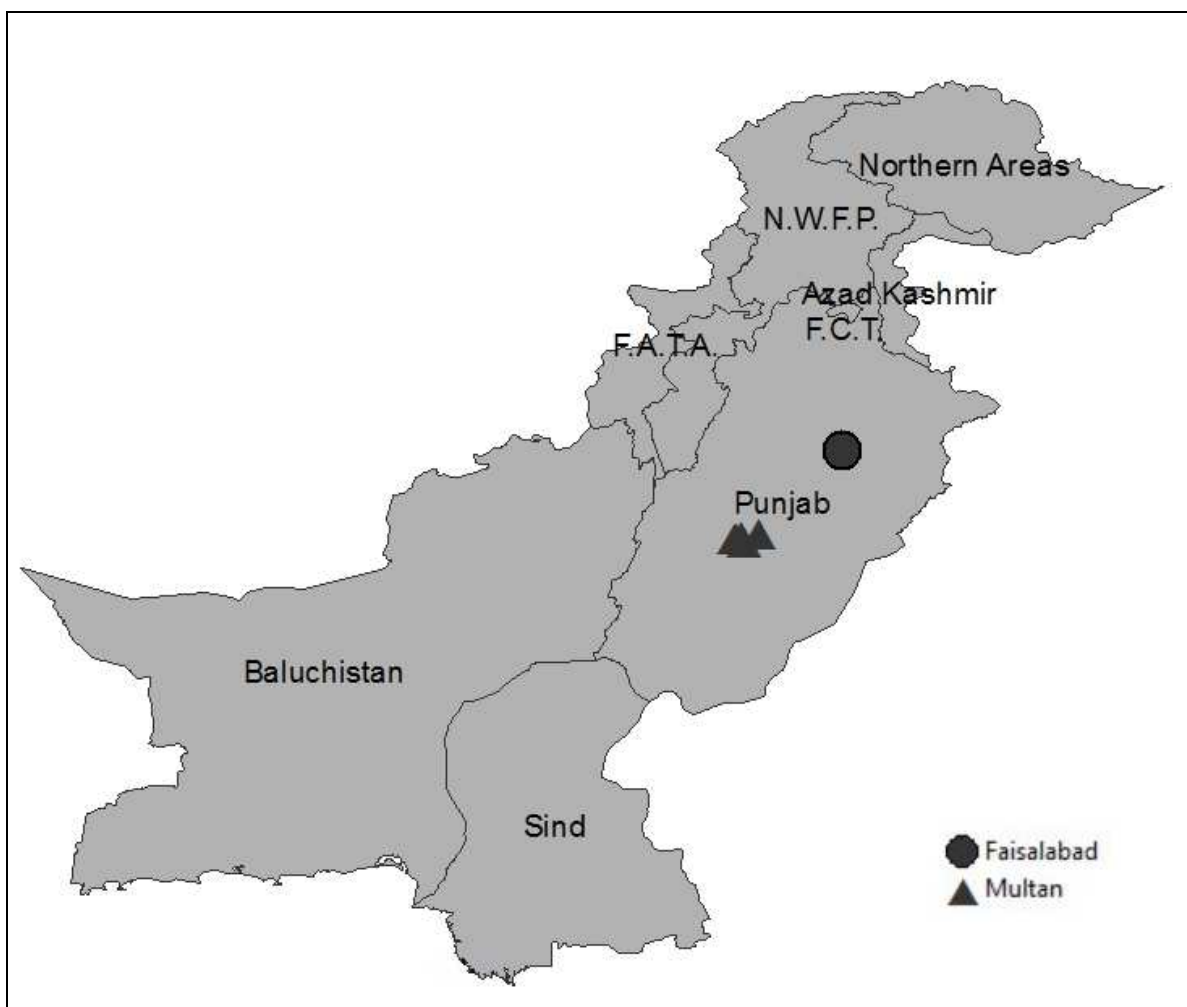 Northern Areas
N.W.F.P.
Azad Kashmir
F.C.T.
F.A.T.A.
Punjab
Baluchistan
Sind
Faisalabad
Multan